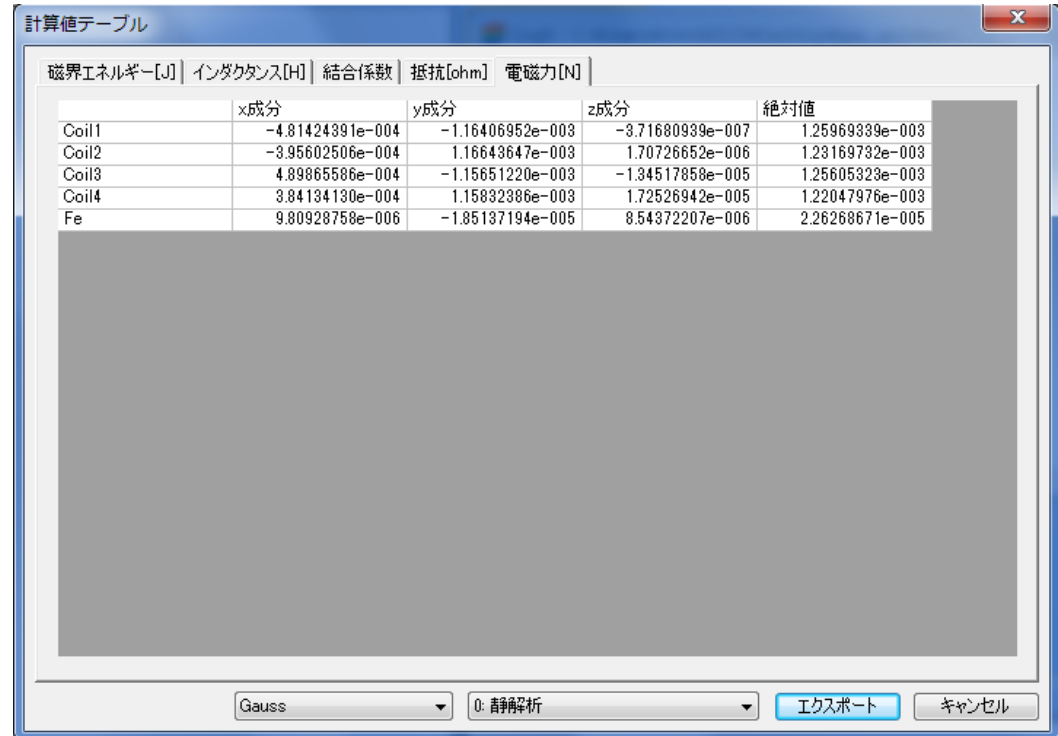 計算値テーブル
磁界エネルギー[J] インダクタンス[H] 結合係数 抵抗[ohm] 電磁力[N]
x成分 y成分 z成分 絶対値
Coil1 -4.81424391e-004 -1.16406952e-003 -3.71680939e-007 1.25969339e-003
Coil2 -3.95602506e-004 1.16643647e-003 1.70726652e-006 1.23169732e-003
Coil3 4.89865586e-004 -1.15651220e-003 -1.34517858e-005 1.25605323e-003
Coil4 3.84134130e-004 1.15832386e-003 1.72526942e-005 1.22047976e-003
Fe 9.80928758e-006 -1.85137194e-005 8.54372207e-006 2.26268671e-005
Gauss 0: 静解析 エクスポート キャンセル